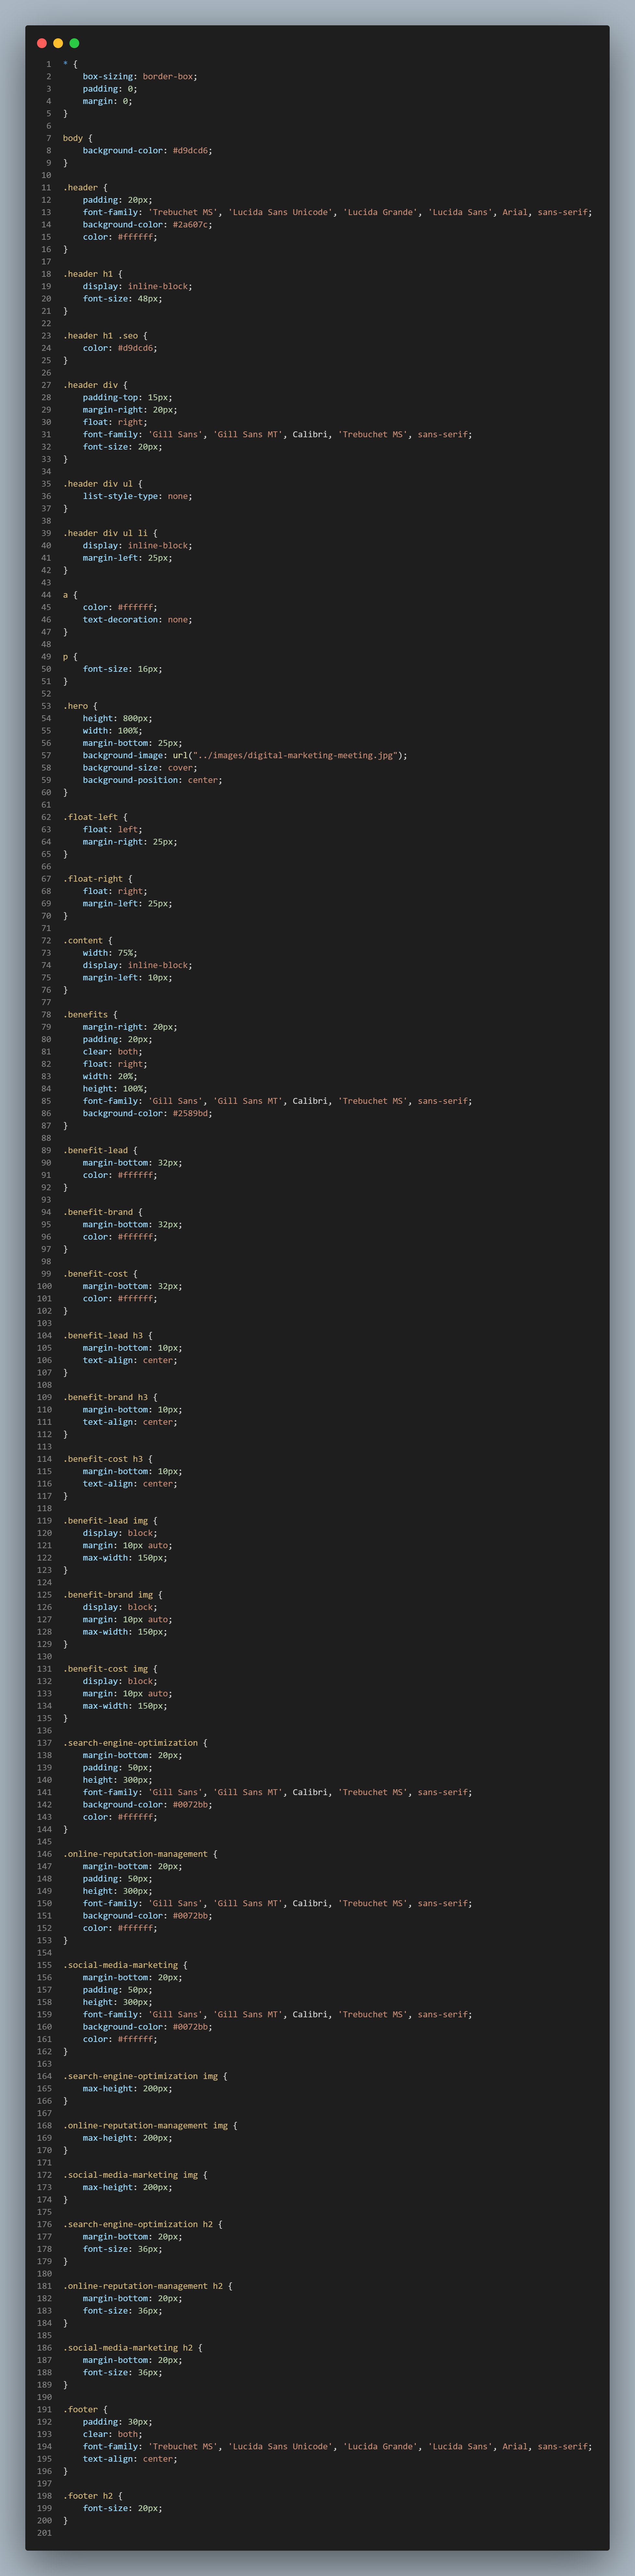 1 * {
2     box-sizing: border-box;
3     padding: 0;
4     margin: 0;
5 }
6
7 body {
8     background-color: #d9dcd6;
9 }
10
11 .header {
12     padding: 20px;
13     font-family: 'Trebuchet MS', 'Lucida Sans Unicode', 'Lucida Grande', 'Lucida Sans', Arial, sans-serif;
14     background-color: #2a607c;
15     color: #ffffff;
16 }
17
18 .header h1 {
19     display: inline-block;
20     font-size: 48px;
21 }
22
23 .header h1 .seo {
24     color: #d9dcd6;
25 }
26
27 .header div {
28     padding-top: 15px;
29     margin-right: 20px;
30     float: right;
31     font-family: 'Gill Sans', 'Gill Sans MT', Calibri, 'Trebuchet MS', sans-serif;
32     font-size: 20px;
33 }
34
35 .header div ul {
36     list-style-type: none;
37 }
38
39 .header div ul li {
40     display: inline-block;
41     margin-left: 25px;
42 }
43
44 a {
45     color: #ffffff;
46     text-decoration: none;
47 }
48
49 p {
50     font-size: 16px;
51 }
52
53 .hero {
54     height: 800px;
55     width: 100%;
56     margin-bottom: 25px;
57     background-image: url("../images/digital-marketing-meeting.jpg");
58     background-size: cover;
59     background-position: center;
60 }
61
62 .float-left {
63     float: left;
64     margin-right: 25px;
65 }
66
67 .float-right {
68     float: right;
69     margin-left: 25px;
70 }
71
72 .content {
73     width: 75%;
74     display: inline-block;
75     margin-left: 10px;
76 }
77
78 .benefits {
79     margin-right: 20px;
80     padding: 20px;
81     clear: both;
82     float: right;
83     width: 20%;
84     height: 100%;
85     font-family: 'Gill Sans', 'Gill Sans MT', Calibri, 'Trebuchet MS', sans-serif;
86     background-color: #2589bd;
87 }
88
89 .benefit-lead {
90     margin-bottom: 32px;
91     color: #ffffff;
92 }
93
94 .benefit-brand {
95     margin-bottom: 32px;
96     color: #ffffff;
97 }
98
99 .benefit-cost {
100     margin-bottom: 32px;
101     color: #ffffff;
102 }
103
104 .benefit-lead h3 {
105     margin-bottom: 10px;
106     text-align: center;
107 }
108
109 .benefit-brand h3 {
110     margin-bottom: 10px;
111     text-align: center;
112 }
113
114 .benefit-cost h3 {
115     margin-bottom: 10px;
116     text-align: center;
117 }
118
119 .benefit-lead img {
120     display: block;
121     margin: 10px auto;
122     max-width: 150px;
123 }
124
125 .benefit-brand img {
126     display: block;
127     margin: 10px auto;
128     max-width: 150px;
129 }
130
131 .benefit-cost img {
132     display: block;
133     margin: 10px auto;
134     max-width: 150px;
135 }
136
137 .search-engine-optimization {
138     margin-bottom: 20px;
139     padding: 50px;
140     height: 300px;
141     font-family: 'Gill Sans', 'Gill Sans MT', Calibri, 'Trebuchet MS', sans-serif;
142     background-color: #0072bb;
143     color: #ffffff;
144 }
145
146 .online-reputation-management {
147     margin-bottom: 20px;
148     padding: 50px;
149     height: 300px;
150     font-family: 'Gill Sans', 'Gill Sans MT', Calibri, 'Trebuchet MS', sans-serif;
151     background-color: #0072bb;
152     color: #ffffff;
153 }
154
155 .social-media-marketing {
156     margin-bottom: 20px;
157     padding: 50px;
158     height: 300px;
159     font-family: 'Gill Sans', 'Gill Sans MT', Calibri, 'Trebuchet MS', sans-serif;
160     background-color: #0072bb;
161     color: #ffffff;
162 }
163
164 .search-engine-optimization img {
165     max-height: 200px;
166 }
167
168 .online-reputation-management img {
169     max-height: 200px;
170 }
171
172 .social-media-marketing img {
173     max-height: 200px;
174 }
175
176 .search-engine-optimization h2 {
177     margin-bottom: 20px;
178     font-size: 36px;
179 }
180
181 .online-reputation-management h2 {
182     margin-bottom: 20px;
183     font-size: 36px;
184 }
185
186 .social-media-marketing h2 {
187     margin-bottom: 20px;
188     font-size: 36px;
189 }
190
191 .footer {
192     padding: 30px;
193     clear: both;
194     font-family: 'Trebuchet MS', 'Lucida Sans Unicode', 'Lucida Grande', 'Lucida Sans', Arial, sans-serif;
195     text-align: center;
196 }
197
198 .footer h2 {
199     font-size: 20px;
200 }
201